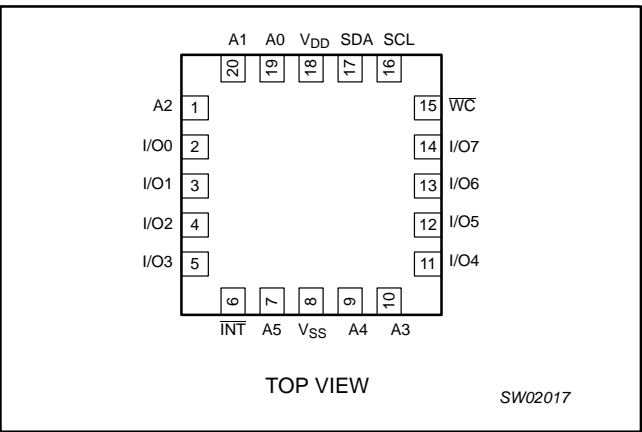 A1 A0 VDD SDA SCL
20 19 18 17 16
A2 1 15 W̅C̅
I/O0 2 14 I/O7
I/O1 3 13 I/O6
I/O2 4 12 I/O5
I/O3 5 11 I/O4
6 7 8 9 10
I̅N̅T̅ A5 VSS A4 A3
TOP VIEW
SW02017